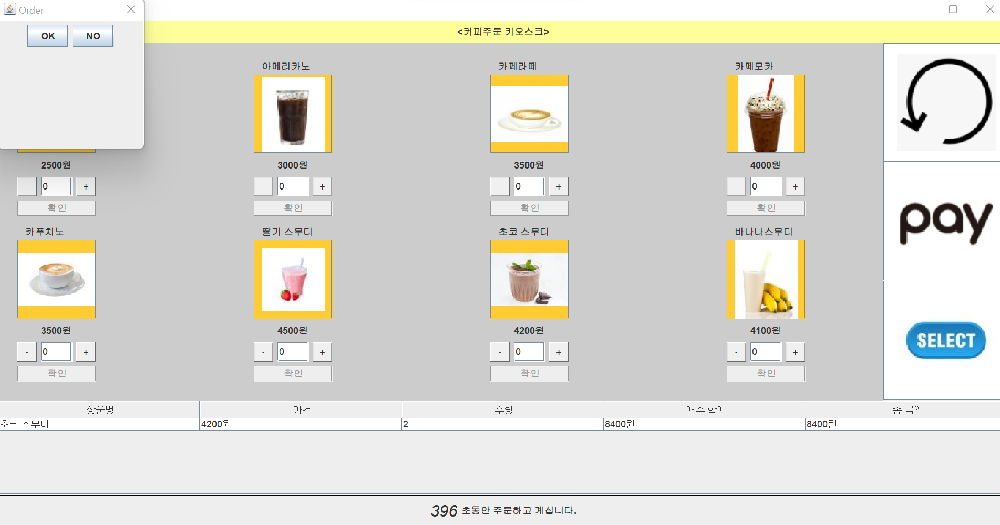 Order
OK NO
<커피주문 키오스크>
아메리카노 카페라떼 카페모카
2500원 3000원 3500원 4000원
- 0 + - 0 + - 0 + - 0 +
확인 확인 확인 확인
카푸치노 딸기 스무디 초코 스무디 바나나스무디
3500원 4500원 4200원 4100원
- 0 + - 0 + - 0 + - 0 +
확인 확인 확인 확인
pay
SELECT
상품명 가격 수량 개수 합계 총 금액
초코 스무디 4200원 2 8400원 8400원
396 초동안 주문하고 계십니다.